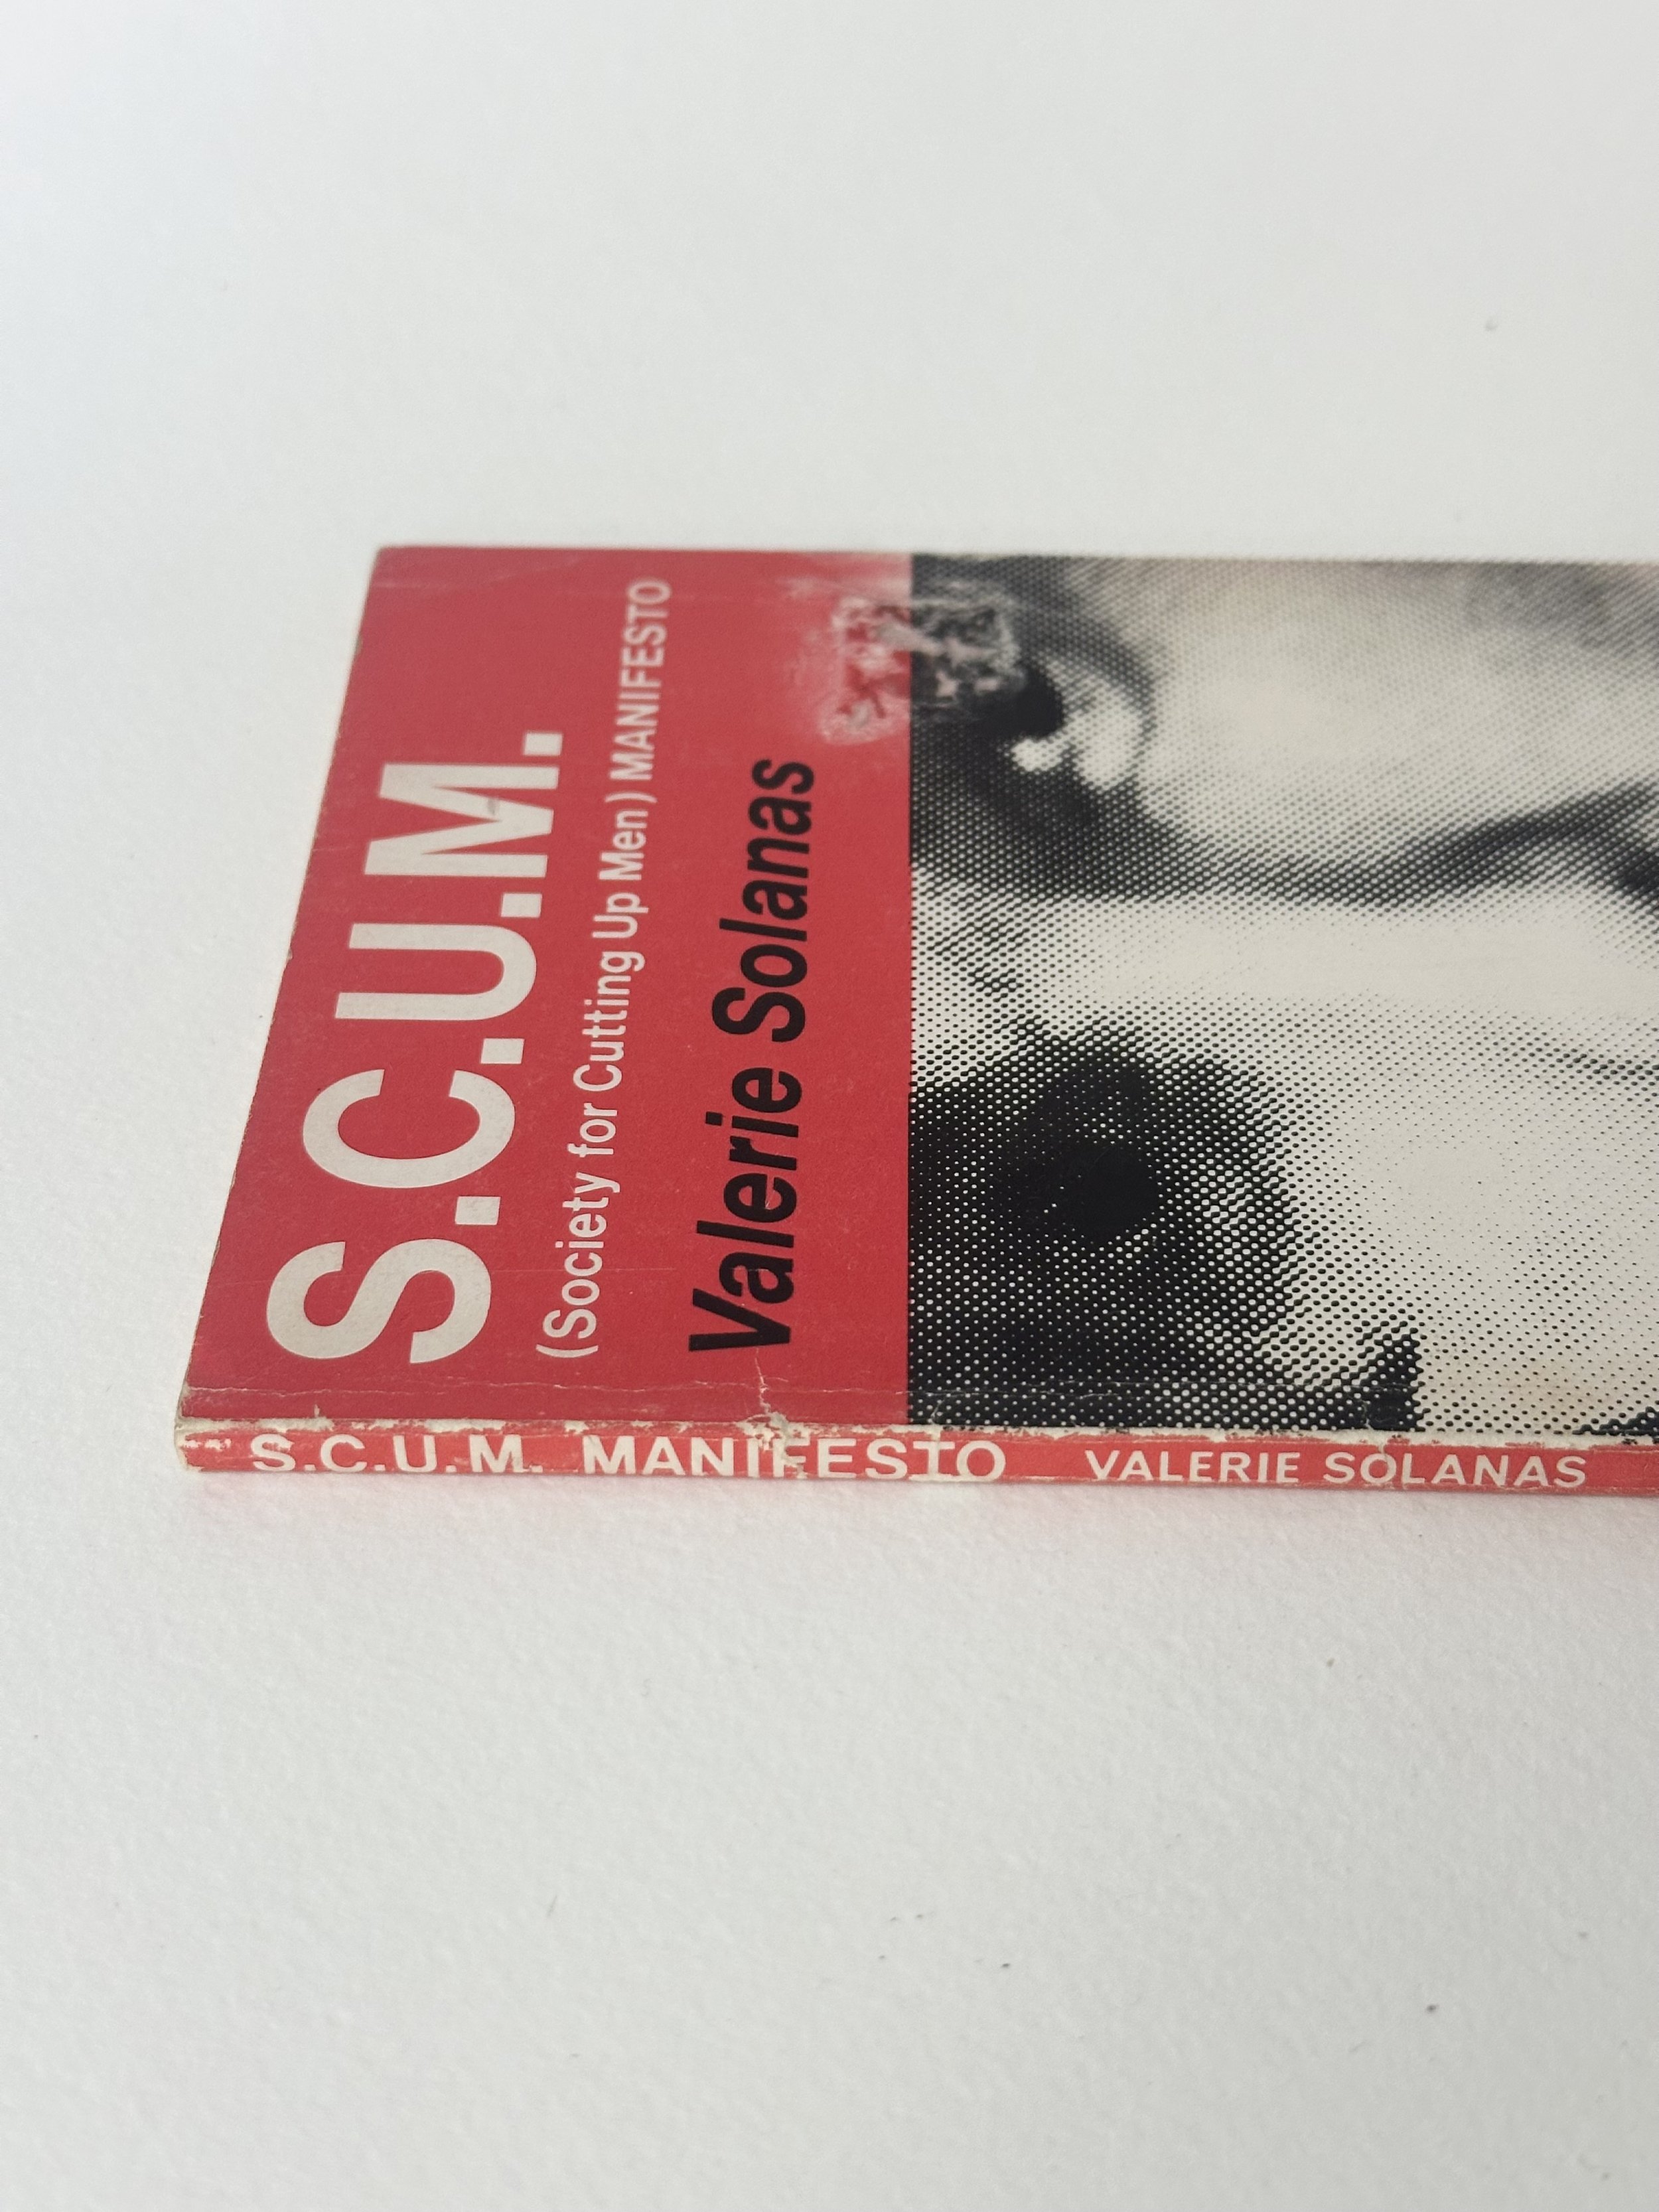 S.C.U.M.
(Society for Cutting Up Men) MANIFESTO
Valerie Solanas
S.C.U.M. MANIFESTO VALERIE SOLANAS